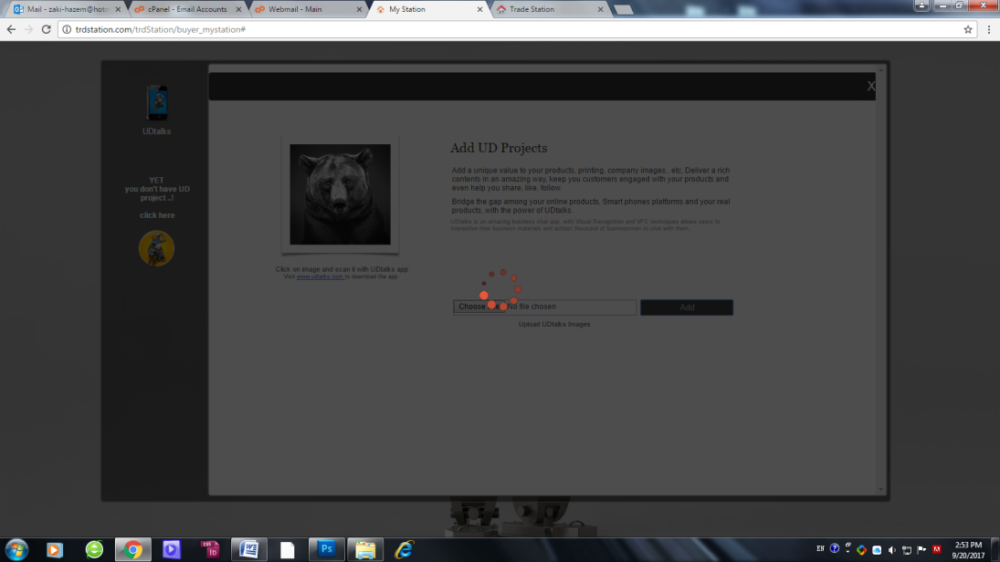 Mail - zaki-hazem@hotm
cPanel - Email Accounts
Webmail - Main
My Station
Trade Station
trdstation.com/trdStation/buyer_mystation#
X
UDtalks
YET
you don't have UD
project ..!
click here
Add UD Projects
Add a unique value to your products, printing, company images.. etc, Deliver a rich
contents in an amazing way, keep you customers engaged with your products and
even help you share, like, follow.
Bridge the gap among your online products, Smart phones platforms and your real
products, with the power of UDtalks.
UDtalks is an amazing business chat app, with Visual Recognition and VPG techniques allows users to
interactive their business materials and
thousand of businessmen to chat with them.
Click on image and scan it with UDtalks app
Visit www.udtalks.com to download the app.
Choose
No file chosen
Add
Upload UDtalks Images
CS5
Id
W
Ps
EN
2:53 PM
9/20/2017